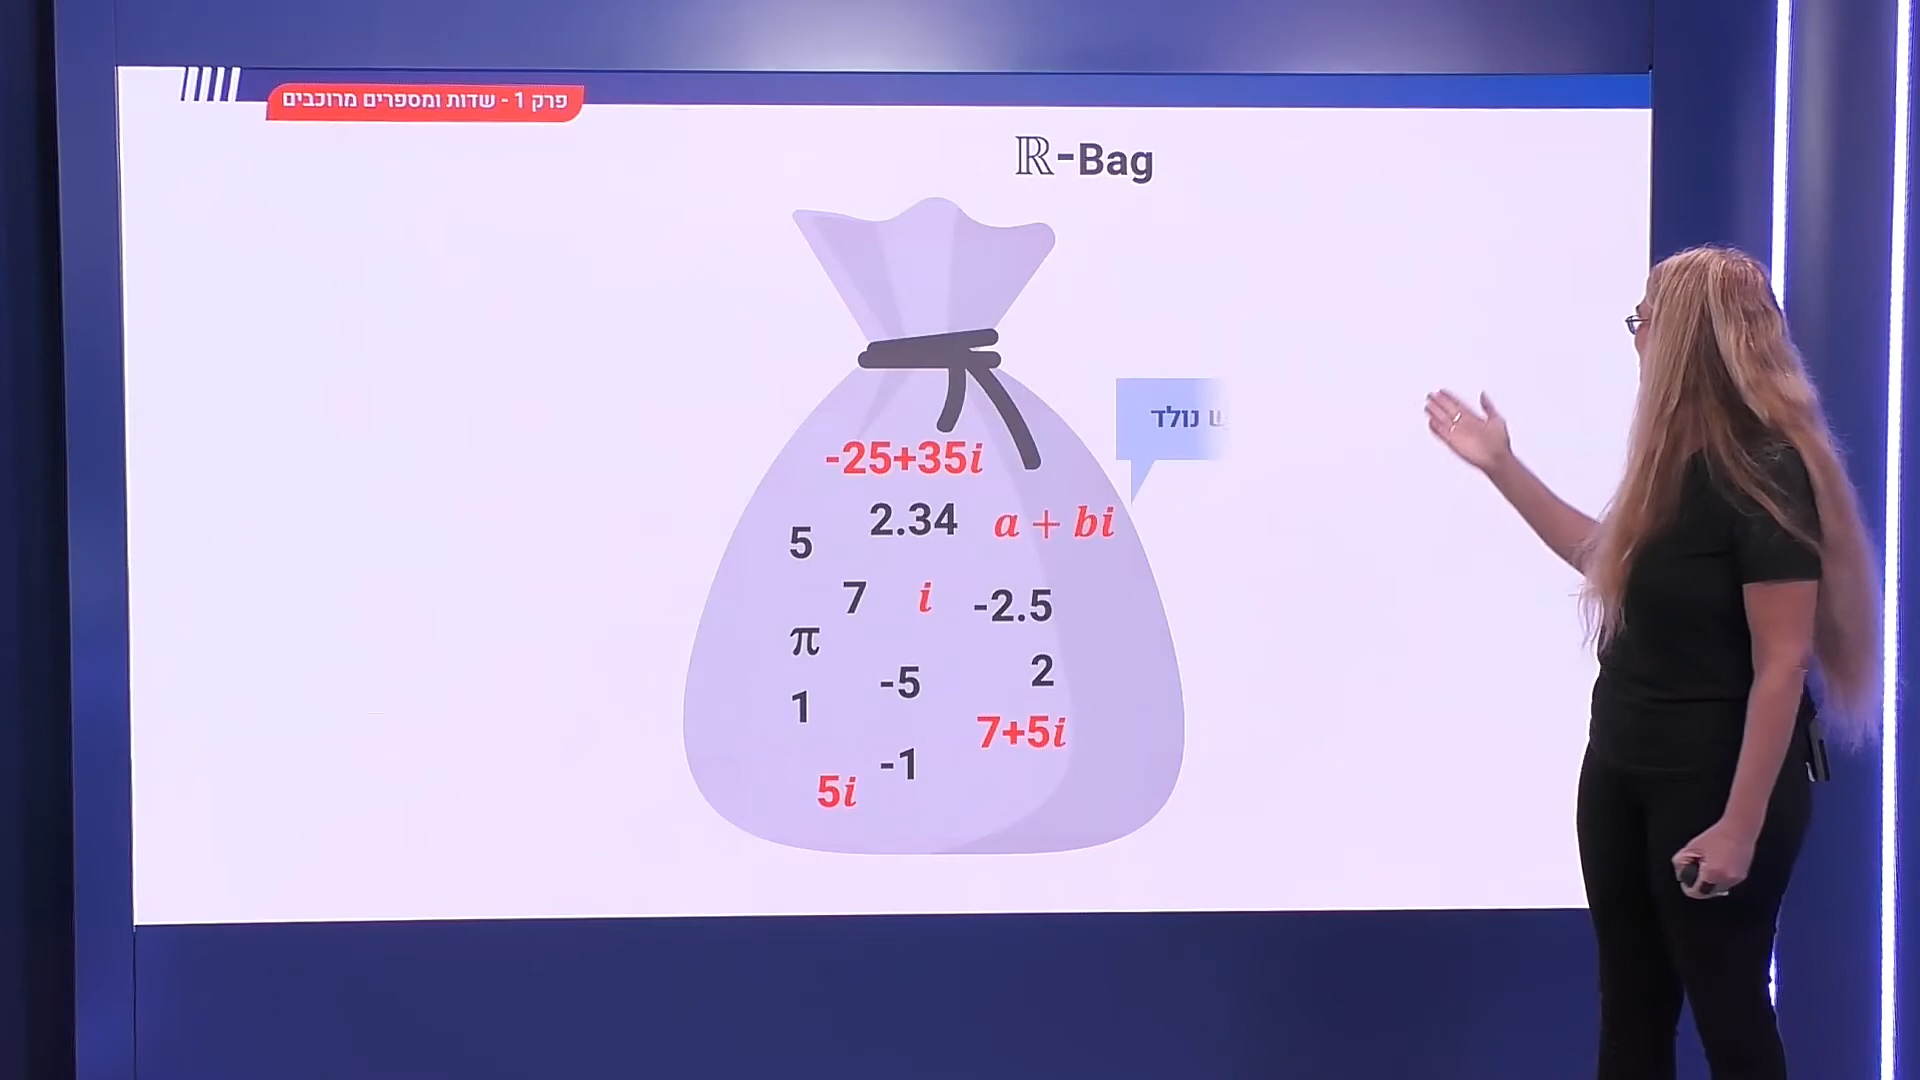 פרק 1 - שדות ומספרים מרוכבים
ℝ-Bag
נולד
-25+35i
2.34
a + bi
5
7
i
-2.5
π
-5
2
1
7+5i
-1
5i